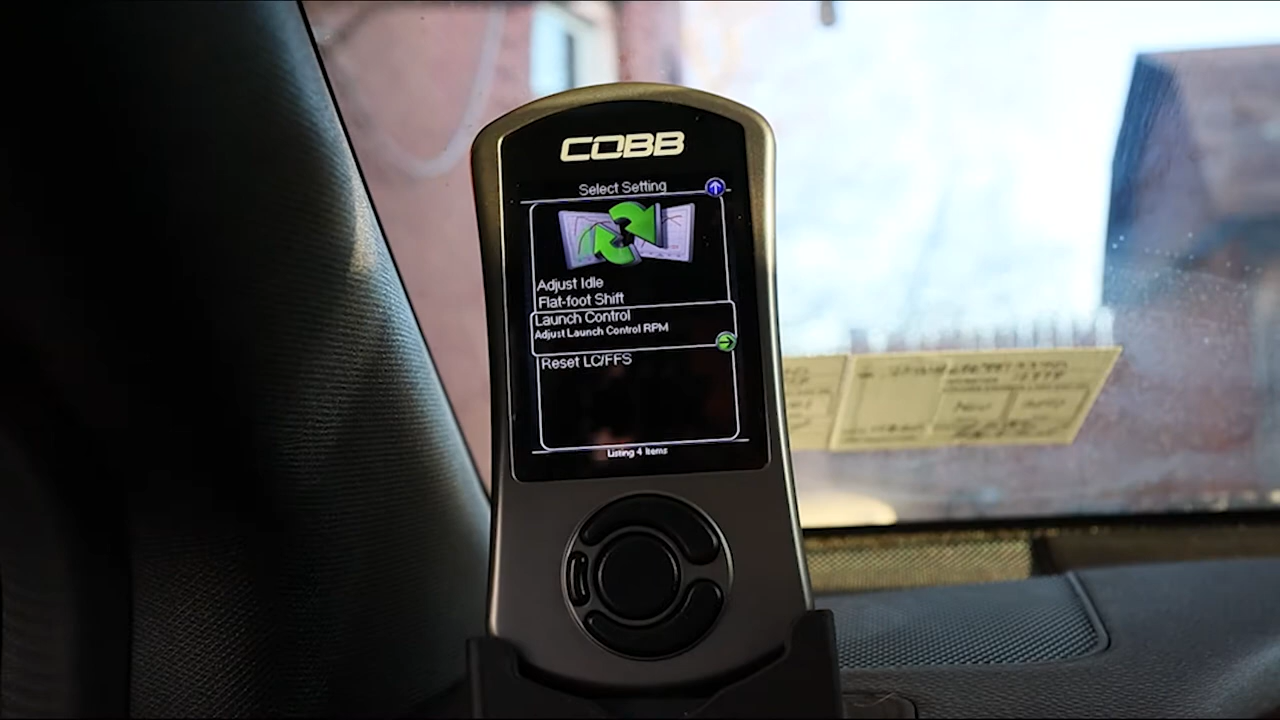 COBB
Select Setting
Adjust Idle
Flat-foot Shift
Launch Control
Adjust Launch Control RPM
Reset LC/FFS
Listing 4 Items